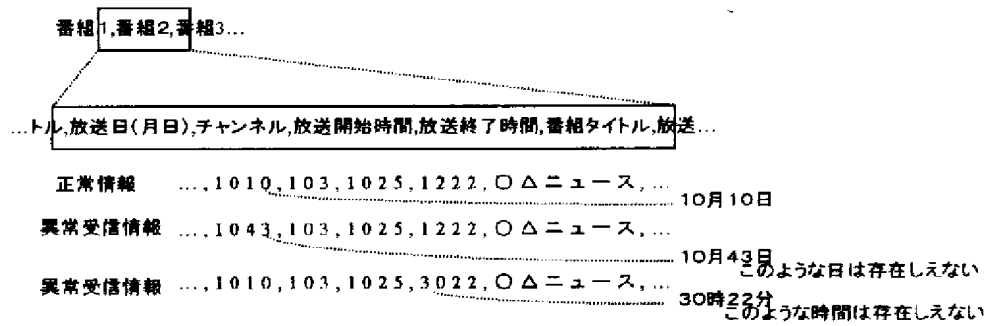 番組1,番組2,番組3...
...トル,放送日(月日),チャンネル,放送開始時間,放送終了時間,番組タイトル,放送...
正常情報 ...,1010,103,1025,1222,○△ニュース,...
10月10日
異常受信情報 ...,1043,103,1025,1222,○△ニュース,...
10月43日
このような日は存在しえない
異常受信情報 ...,1010,103,1025,3022,○△ニュース,...
30時22分
このような時間は存在しえない